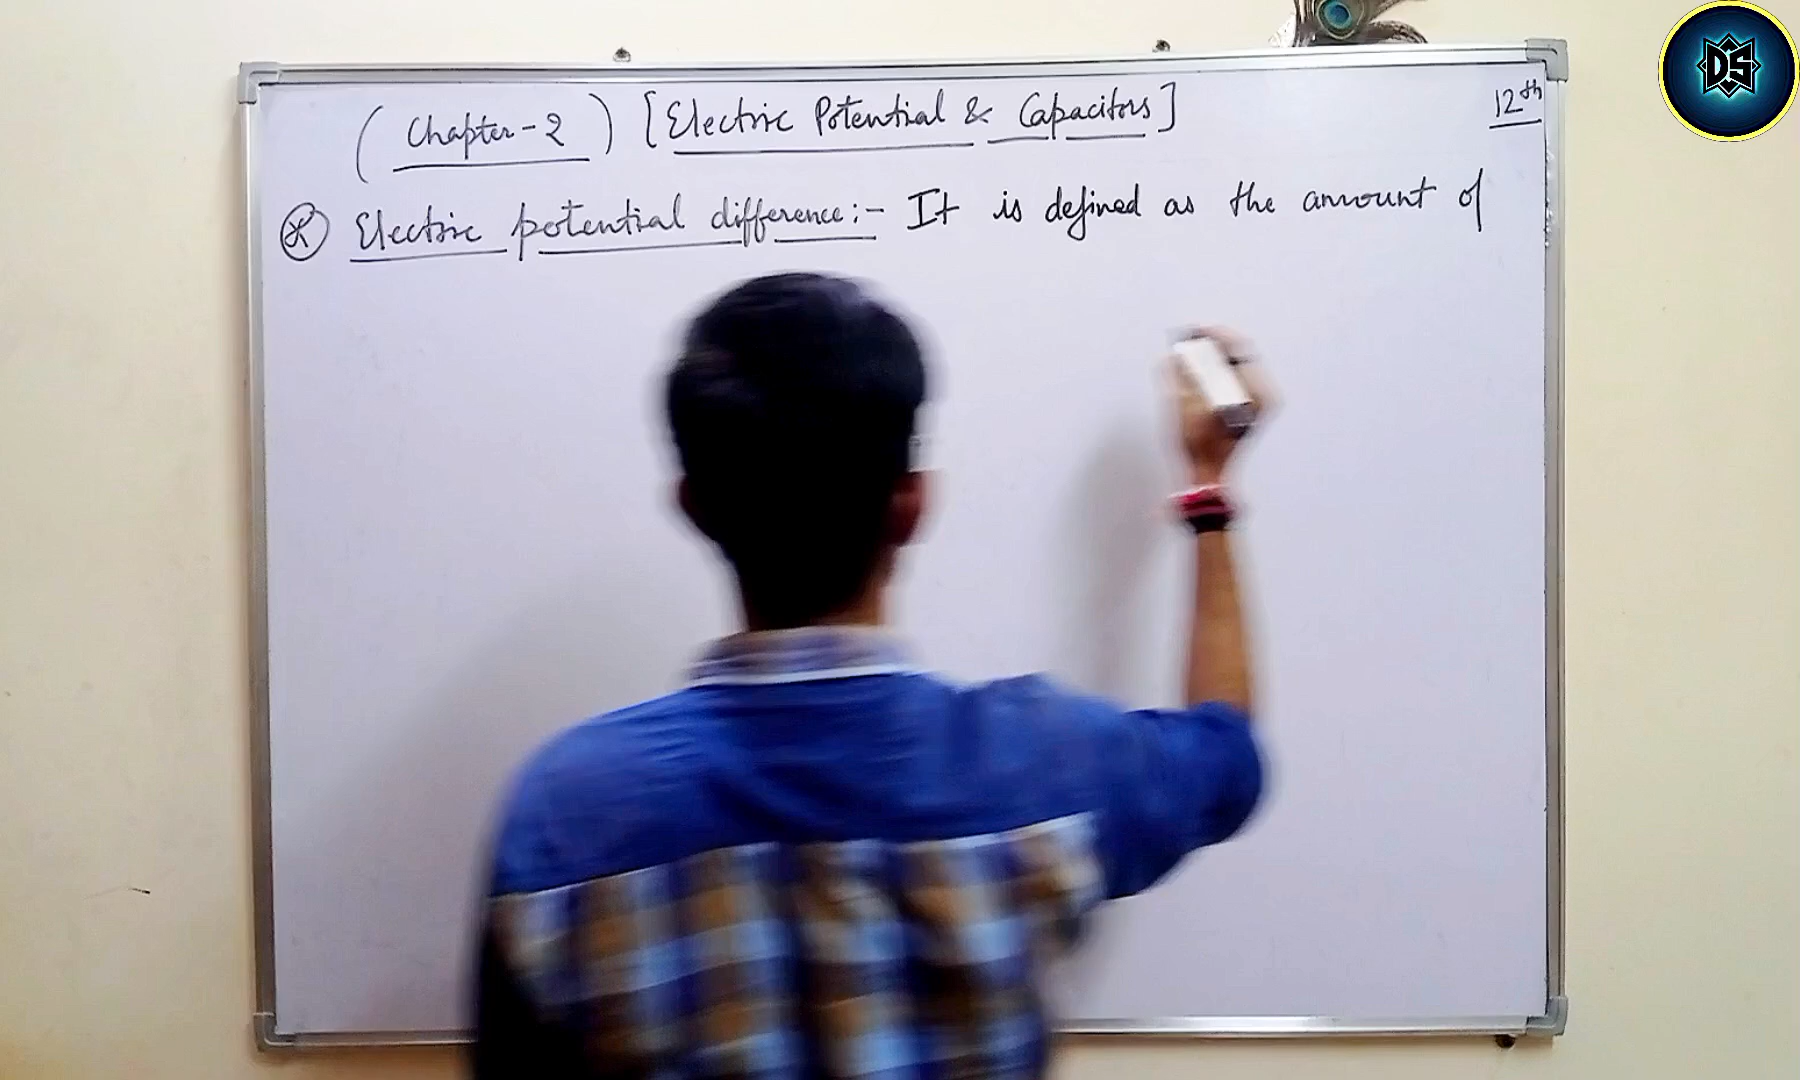 (Chapter-2) [Electric Potential & Capacitors] 12th
Electric potential difference:- It is defined as the amount of
DS